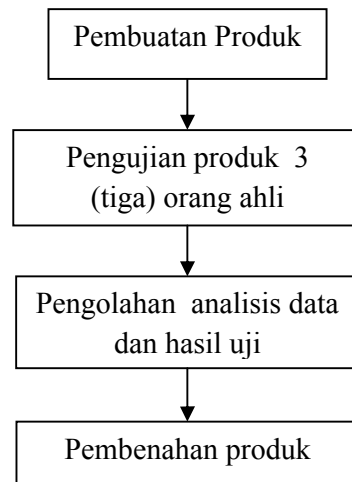 Pembuatan Produk
Pengujian produk 3
(tiga) orang ahli
Pengolahan analisis data
dan hasil uji
Pembenahan produk